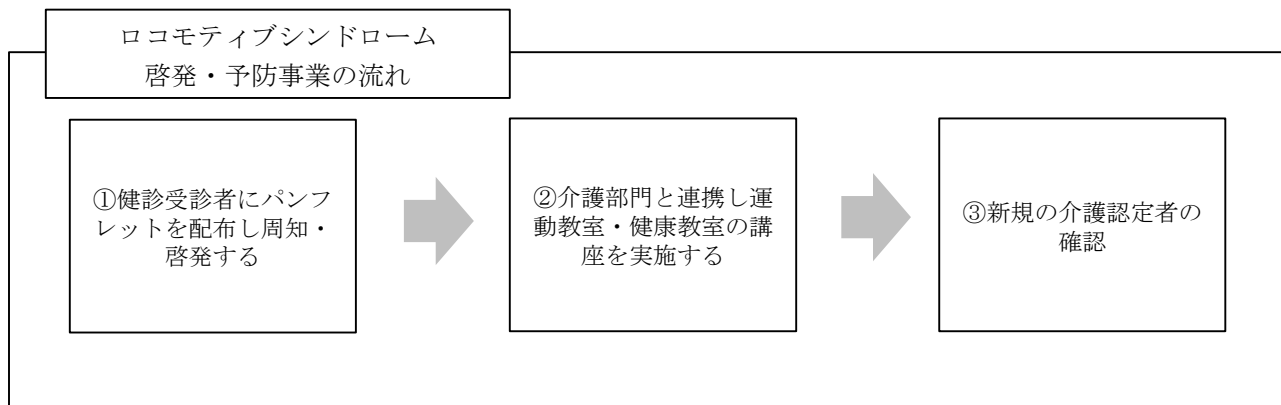 ロコモティブシンドローム
啓発・予防事業の流れ
①健診受診者にパンフ
レットを配布し周知・
啓発する
②介護部門と連携し運
動教室・健康教室の講
座を実施する
③新規の介護認定者の
確認